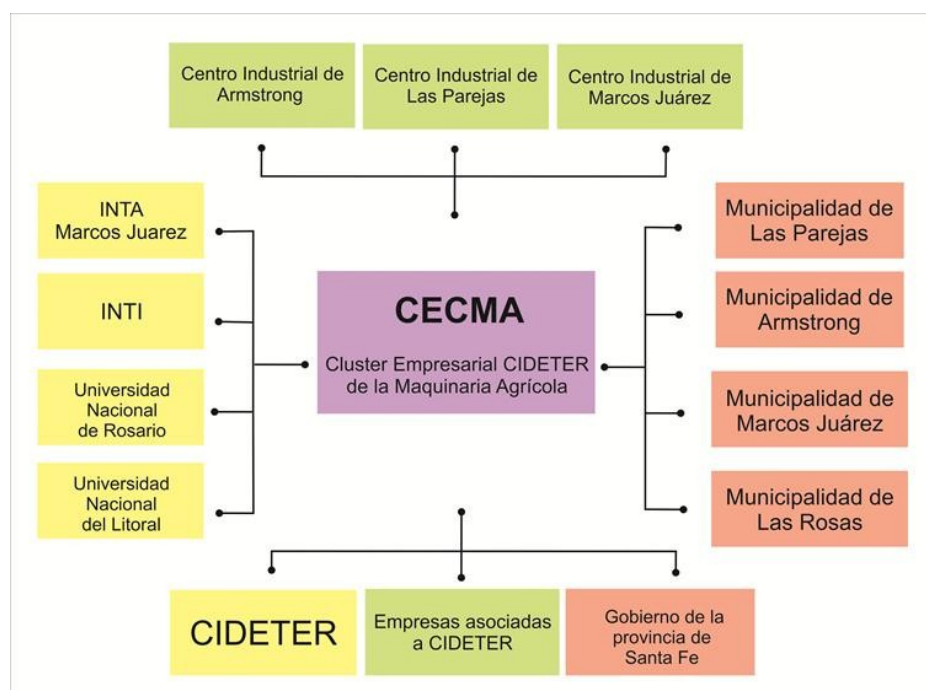 Centro Industrial de
Armstrong
Centro Industrial de
Las Parejas
Centro Industrial de
Marcos Juárez
INTA
Marcos Juarez
INTI
Universidad
Nacional
de Rosario
Universidad
Nacional
del Litoral
CECMA
Cluster Empresarial CIDETER
de la Maquinaria Agrícola
Municipalidad de
Las Parejas
Municipalidad de
Armstrong
Municipalidad de
Marcos Juárez
Municipalidad de
Las Rosas
CIDETER
Empresas asociadas
a CIDETER
Gobierno de la
provincia de
Santa Fe